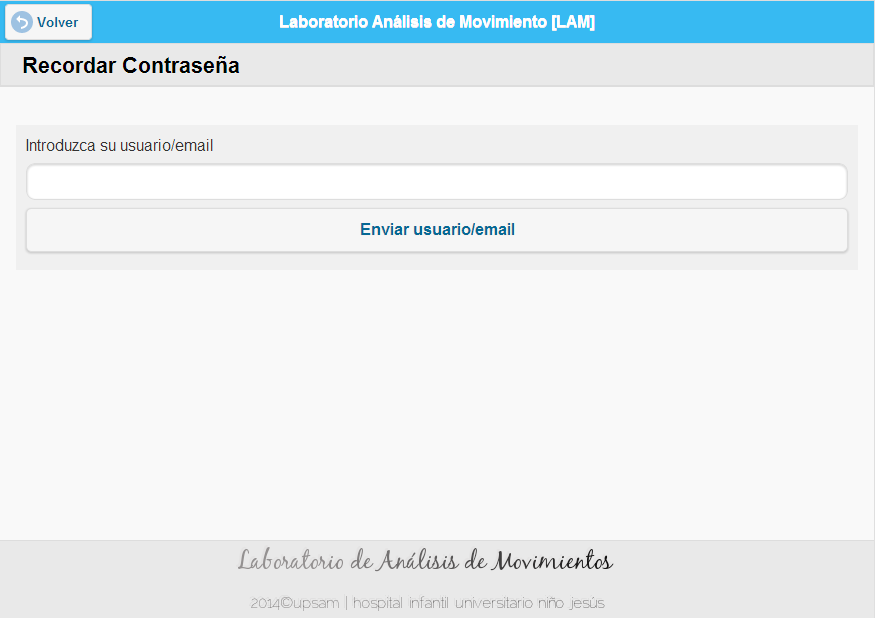 Volver
Laboratorio Análisis de Movimiento [LAM]
Recordar Contraseña
Introduzca su usuario/email
Enviar usuario/email
Laboratorio de Análisis de Movimientos
2014©upsam | hospital infantil universitario niño jesús